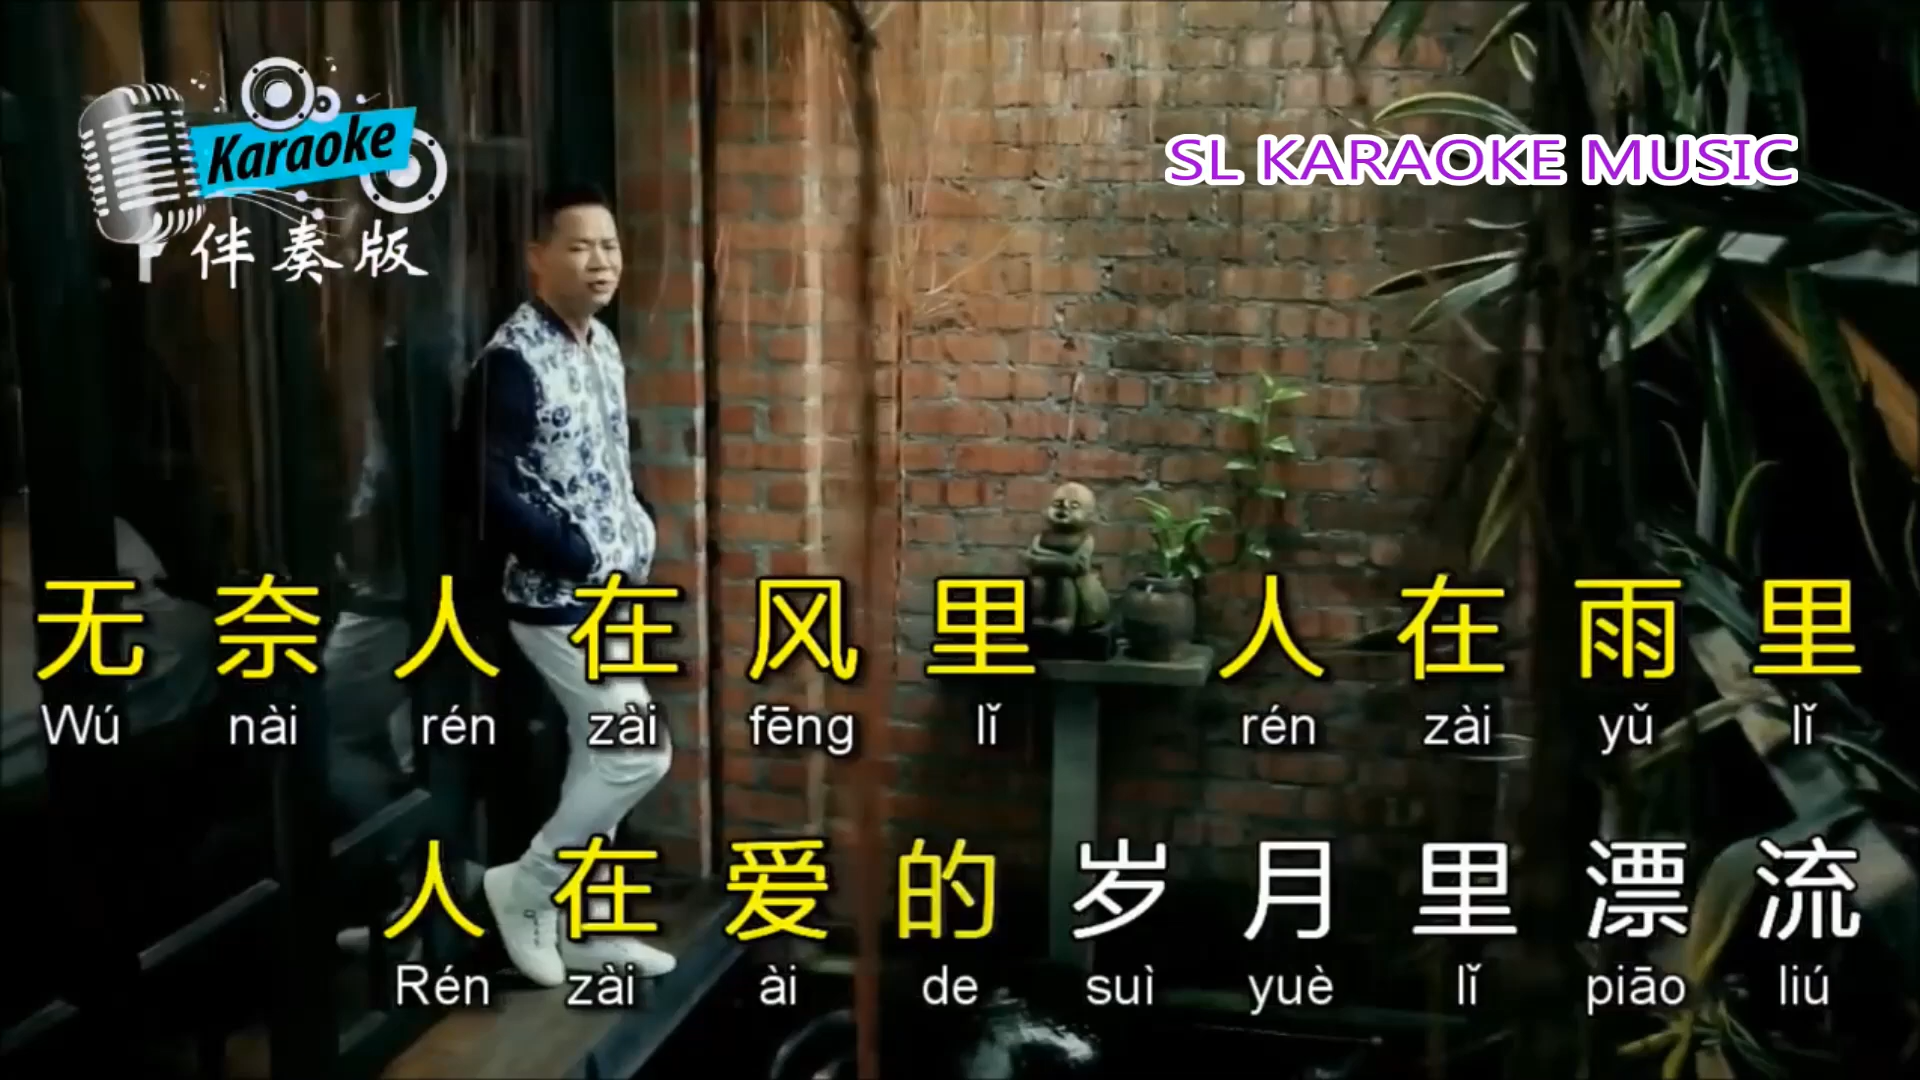 Karaoke
伴奏版
SL KARAOKE MUSIC
无奈人在风里 人在雨里
Wú nài rén zài fēng lǐ rén zài yǔ lǐ
人在爱的岁月里漂流
Rén zài ài de suì yuè lǐ piāo liú